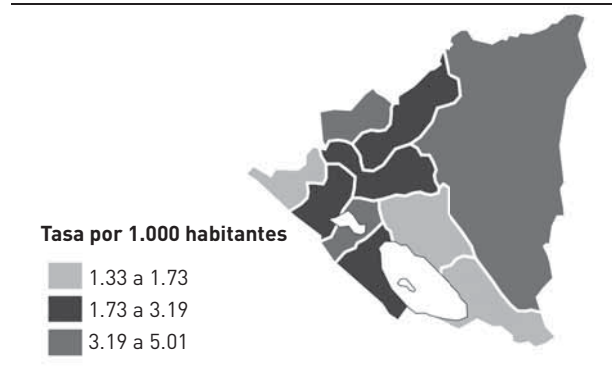 Tasa por 1.000 habitantes
1.33 a 1.73
1.73 a 3.19
3.19 a 5.01